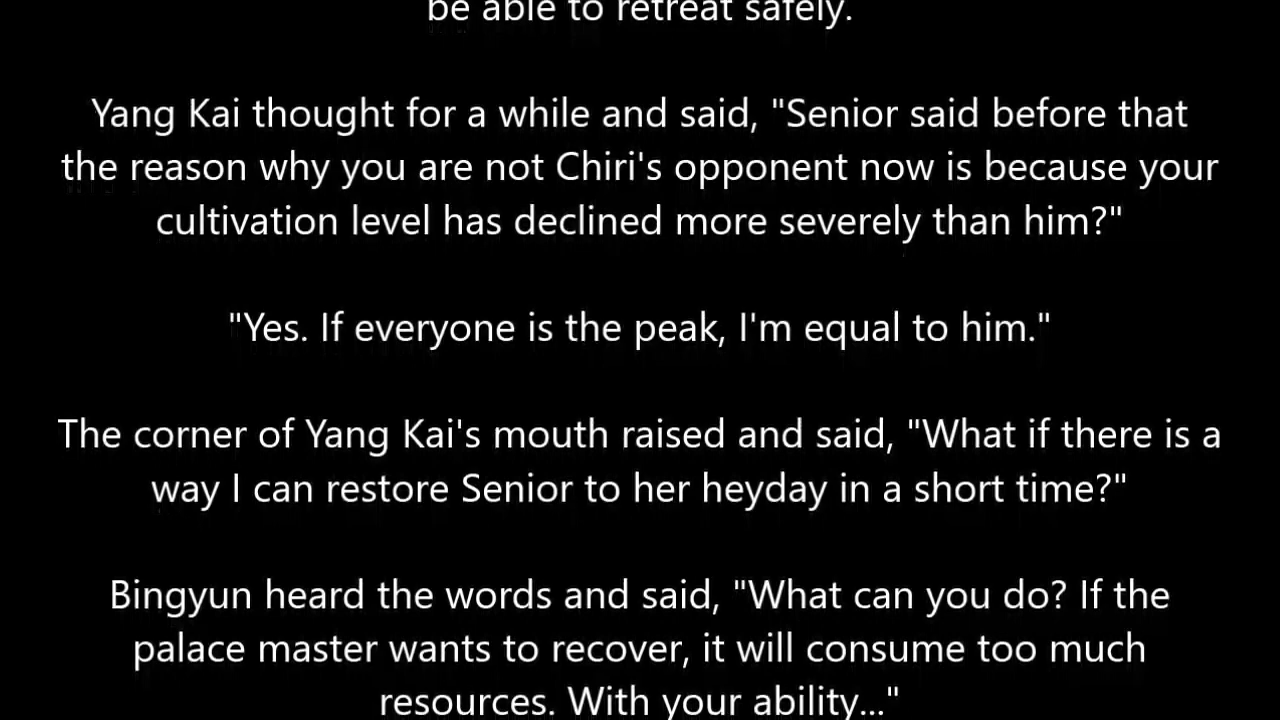 be able to retreat safely.
Yang Kai thought for a while and said, "Senior said before that
the reason why you are not Chiri's opponent now is because your
cultivation level has declined more severely than him?"
"Yes. If everyone is the peak, I'm equal to him."
The corner of Yang Kai's mouth raised and said, "What if there is a
way I can restore Senior to her heyday in a short time?"
Bingyun heard the words and said, "What can you do? If the
palace master wants to recover, it will consume too much
resources. With your ability..."